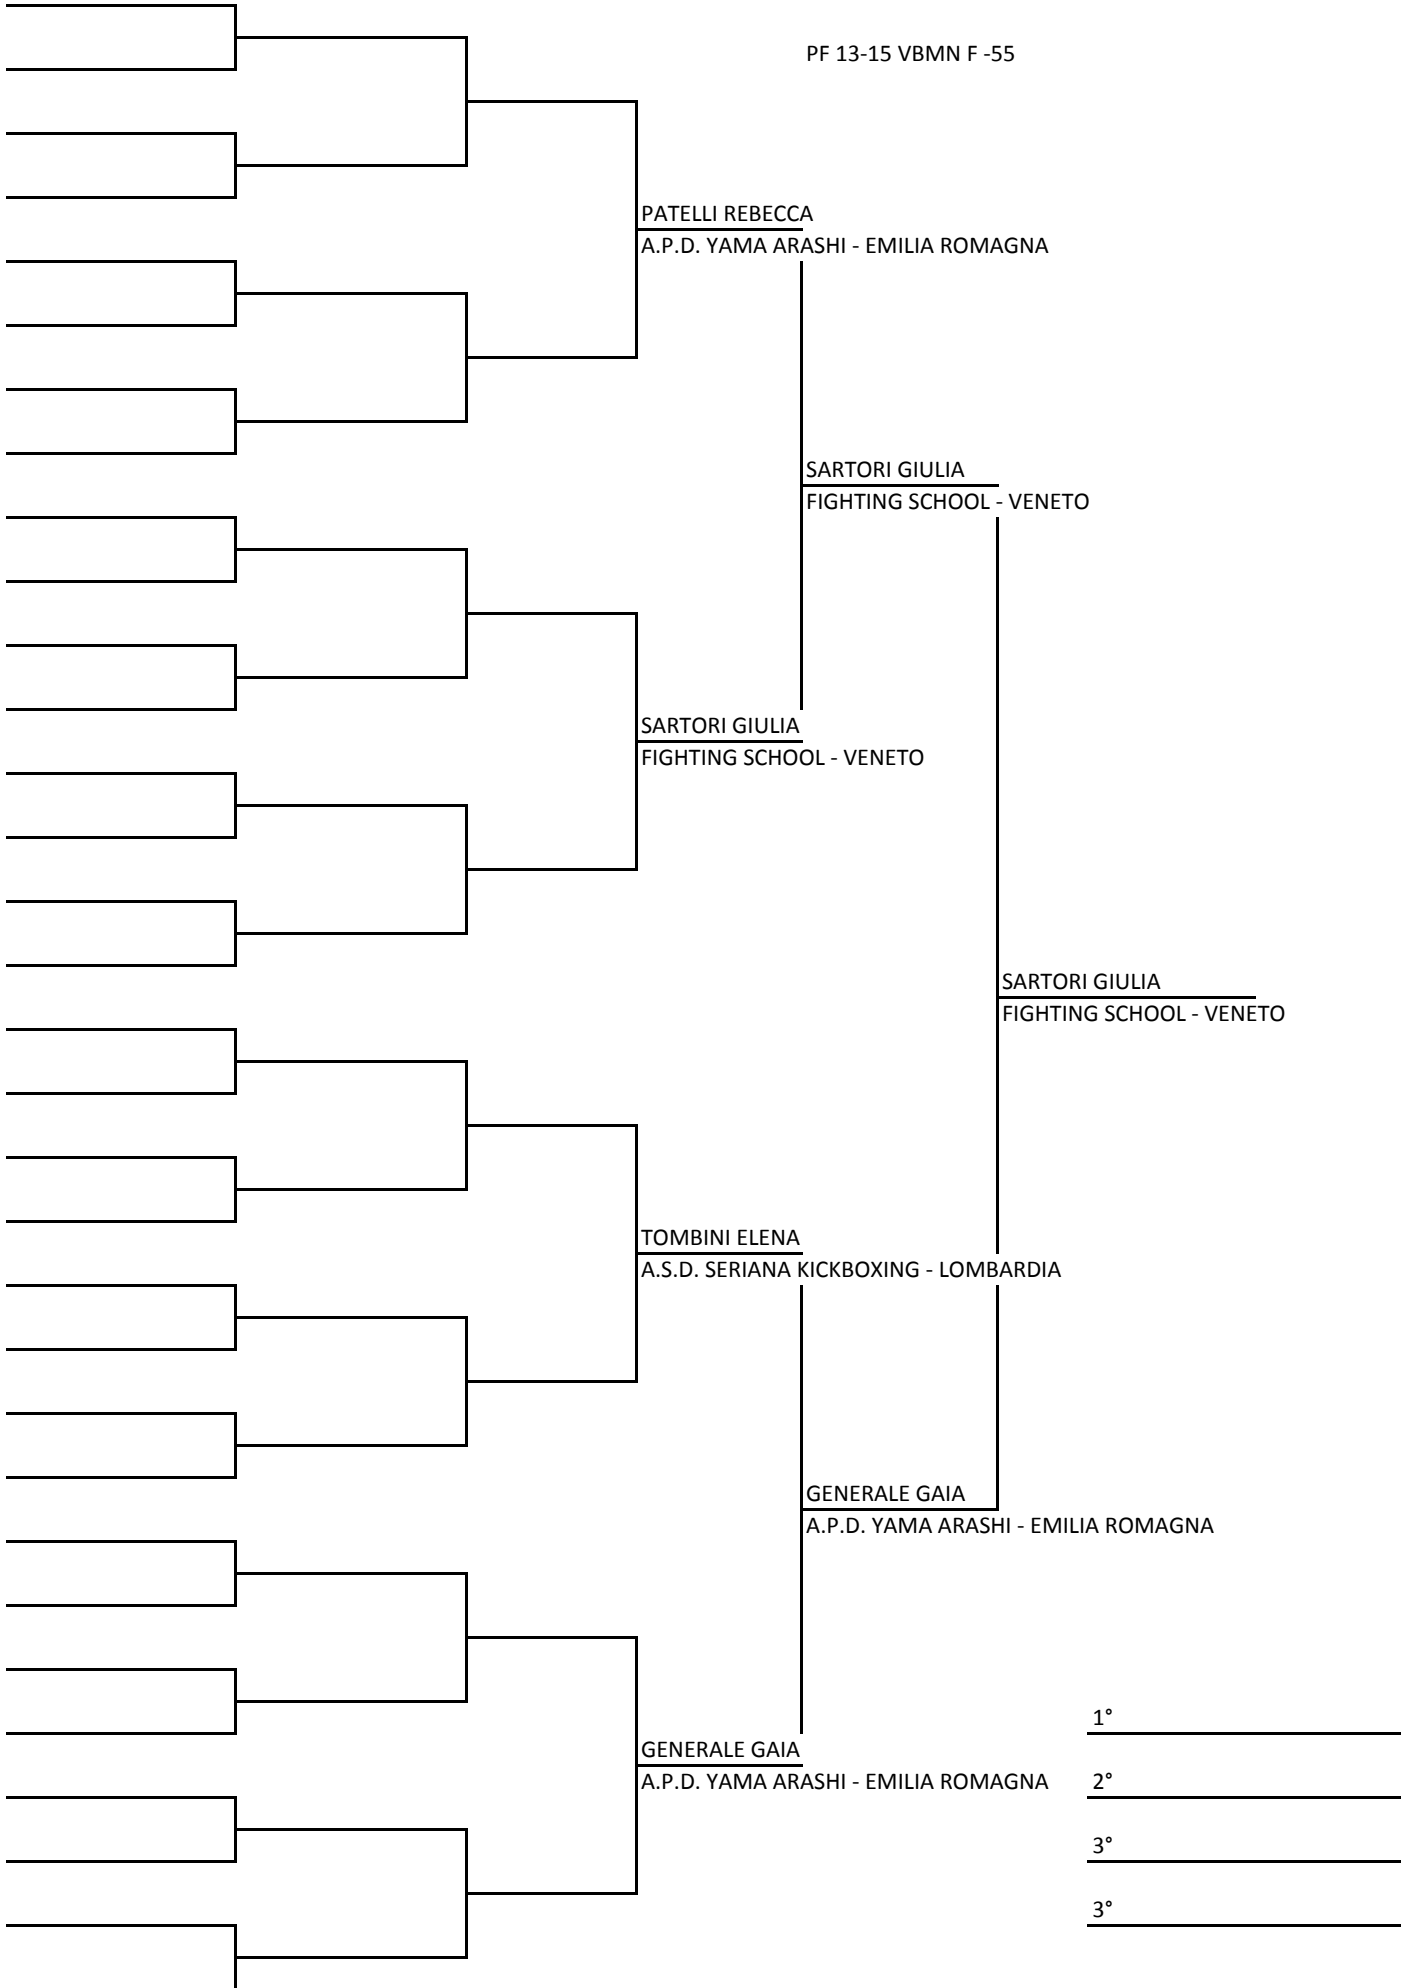 PF 13-15 VBMN F -55
PATELLI REBECCA
A.P.D. YAMA ARASHI - EMILIA ROMAGNA
SARTORI GIULIA
FIGHTING SCHOOL - VENETO
SARTORI GIULIA
FIGHTING SCHOOL - VENETO
SARTORI GIULIA
FIGHTING SCHOOL - VENETO
TOMBINI ELENA
A.S.D. SERIANA KICKBOXING - LOMBARDIA
GENERALE GAIA
A.P.D. YAMA ARASHI - EMILIA ROMAGNA
1°
GENERALE GAIA
A.P.D. YAMA ARASHI - EMILIA ROMAGNA
2°
3°
3°